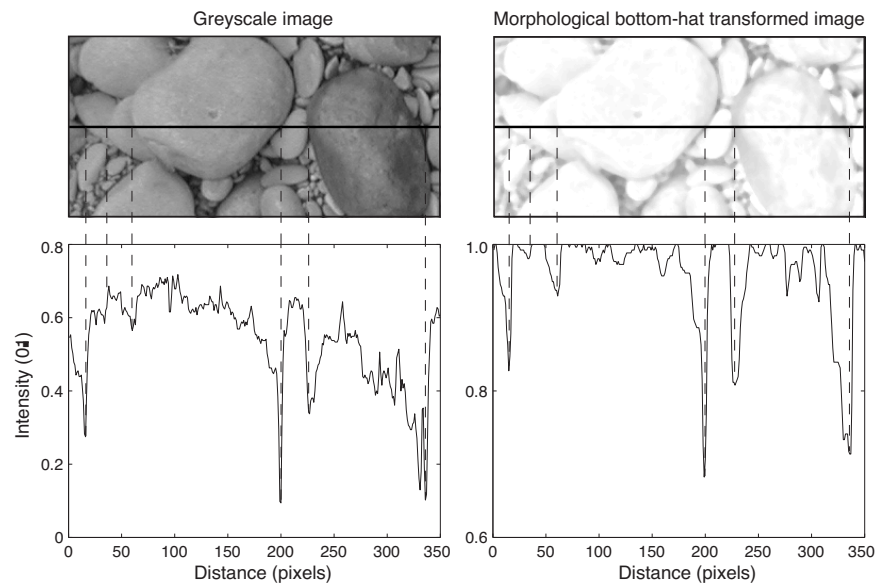 Greyscale image
Morphological bottom-hat transformed image
0.8
0.6
0.4
0.2
0
Intensity (0
0 50 100 150 200 250 300 350
Distance (pixels)
1.0
0.8
0.6
0 50 100 150 200 250 300 350
Distance (pixels)